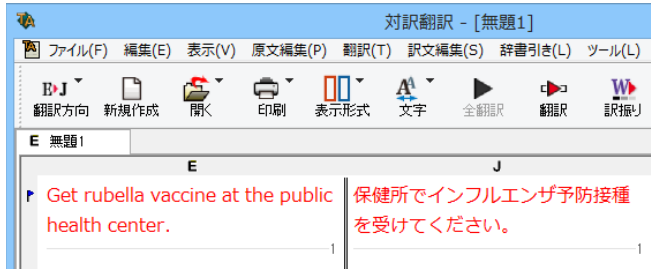 対訳翻訳 - [無題1]
ファイル(F) 編集(E) 表示(V) 原文編集(P) 翻訳(T) 訳文編集(S) 辞書引き(L) ツール(L)
E▶J
翻訳方向 新規作成 開く 印刷 表示形式 文字 全翻訳 翻訳 訳振り
E 無題1
E J
Get rubella vaccine at the public
health center.
1
保健所でインフルエンザ予防接種
を受けてください。
1